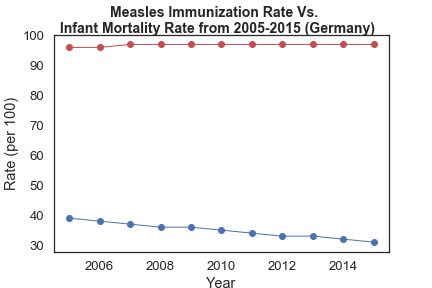 Measles Immunization Rate Vs.
Infant Mortality Rate from 2005-2015 (Germany)
100
90
80
70
60
50
40
30
Rate (per 100)
2006 2008 2010 2012 2014
Year